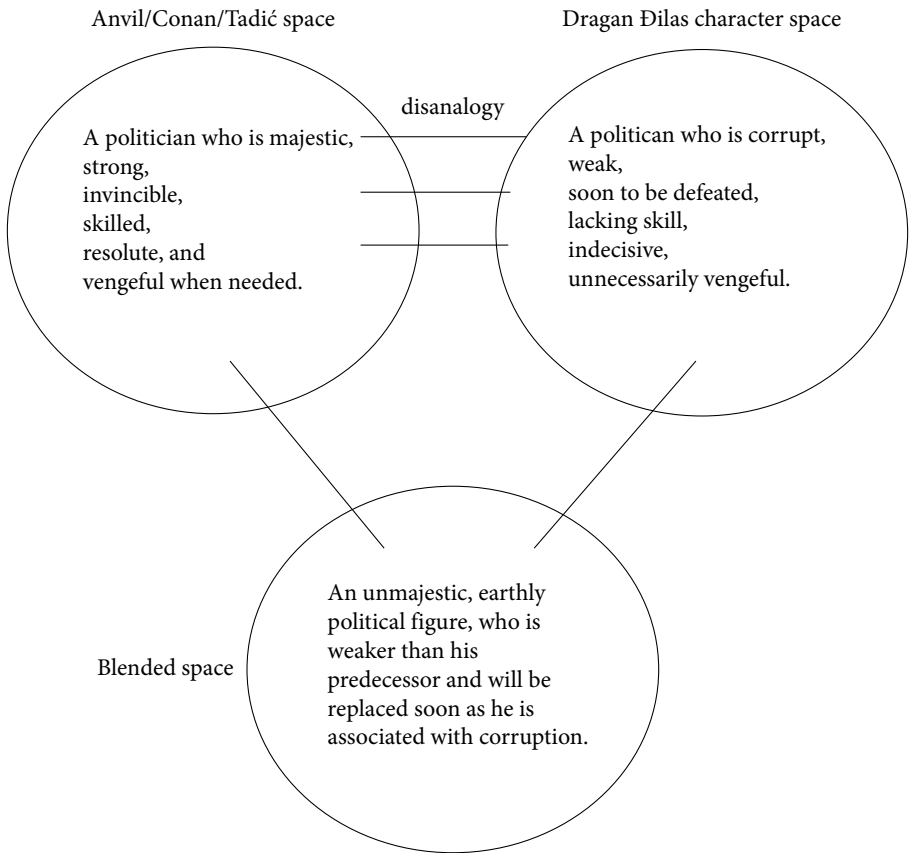 Anvil/Conan/Tadić space
Dragan Đilas character space
disanalogy
A politician who is majestic,
strong,
invincible,
skilled,
resolute, and
vengeful when needed.
A politican who is corrupt,
weak,
soon to be defeated,
lacking skill,
indecisive,
unnecessarily vengeful.
Blended space
An unmajestic, earthly
political figure, who is
weaker than his
predecessor and will be
replaced soon as he is
associated with corruption.